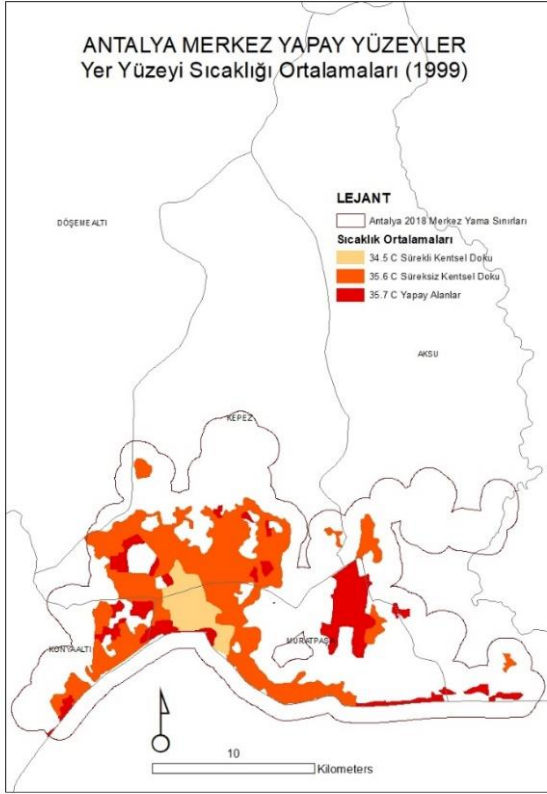 ANTALYA MERKEZ YAPAY YÜZEYLER
Yer Yüzeyi Sıcaklığı Ortalamaları (1999)
LEJANT
Antalya 2018 Merkez Yama Sınırları
Sıcaklık Ortalamaları
34.5 C Sürekli Kentsel Doku
35.6 C Süreksiz Kentsel Doku
35.7 C Yapay Alanlar
DÖŞEMEALTI
AKSU
KEPEZ
KONYAALTI
MURATPAŞA
10
Kilometers